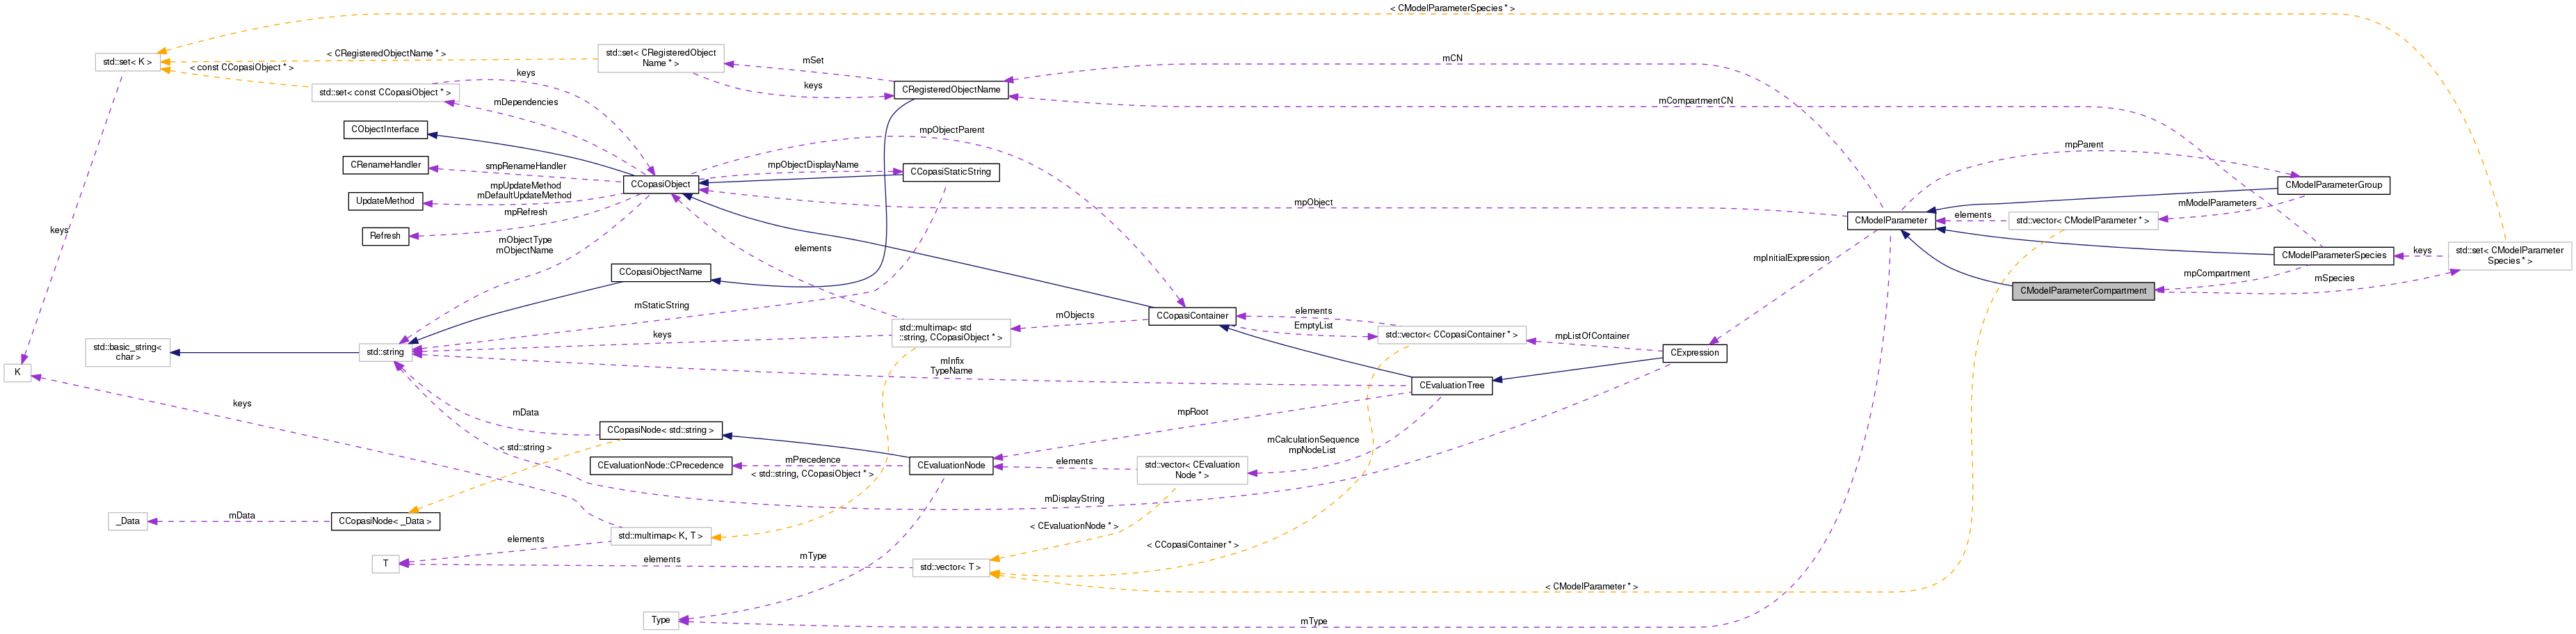 < CModelParameterSpecies * >
std::set< K >
< CRegisteredObjectName * >
std::set< CRegisteredObject
Name * >
mSet
mCN
< const CCopasiObject * >
keys
std::set< const CCopasiObject * >
keys
CRegisteredObjectName
mDependencies
mCompartmentCN
CObjectInterface
mpObjectParent
mpParent
CRenameHandler
smpRenameHandler
mpObjectDisplayName
CCopasiStaticString
CCopasiObject
CModelParameterGroup
UpdateMethod
mpUpdateMethod
mDefaultUpdateMethod
mpObject
mModelParameters
mpRefresh
CModelParameter
elements
std::vector< CModelParameter * >
keys
Refresh
mObjectType
mObjectName
elements
mpInitialExpression
CModelParameterSpecies
keys
std::set< CModelParameter
Species * >
CCopasiObjectName
mpCompartment
mSpecies
CModelParameterCompartment
mStaticString
mObjects
CCopasiContainer
elements
EmptyList
std::multimap< std
::string, CCopasiObject * >
keys
std::vector< CCopasiContainer * >
mpListOfContainer
CExpression
std::basic_string<
char >
std::string
mInfix
TypeName
K
CEvaluationTree
keys
mData
mpRoot
CCopasiNode< std::string >
< std::string >
mCalculationSequence
mpNodeList
CEvaluationNode::CPrecedence
mPrecedence
< std::string, CCopasiObject * >
CEvaluationNode
elements
std::vector< CEvaluation
Node * >
mDisplayString
_Data
mData
CCopasiNode< _Data >
std::multimap< K, T >
< CEvaluationNode * >
elements
< CCopasiContainer * >
T
elements
mType
std::vector< T >
< CModelParameter * >
Type
mType